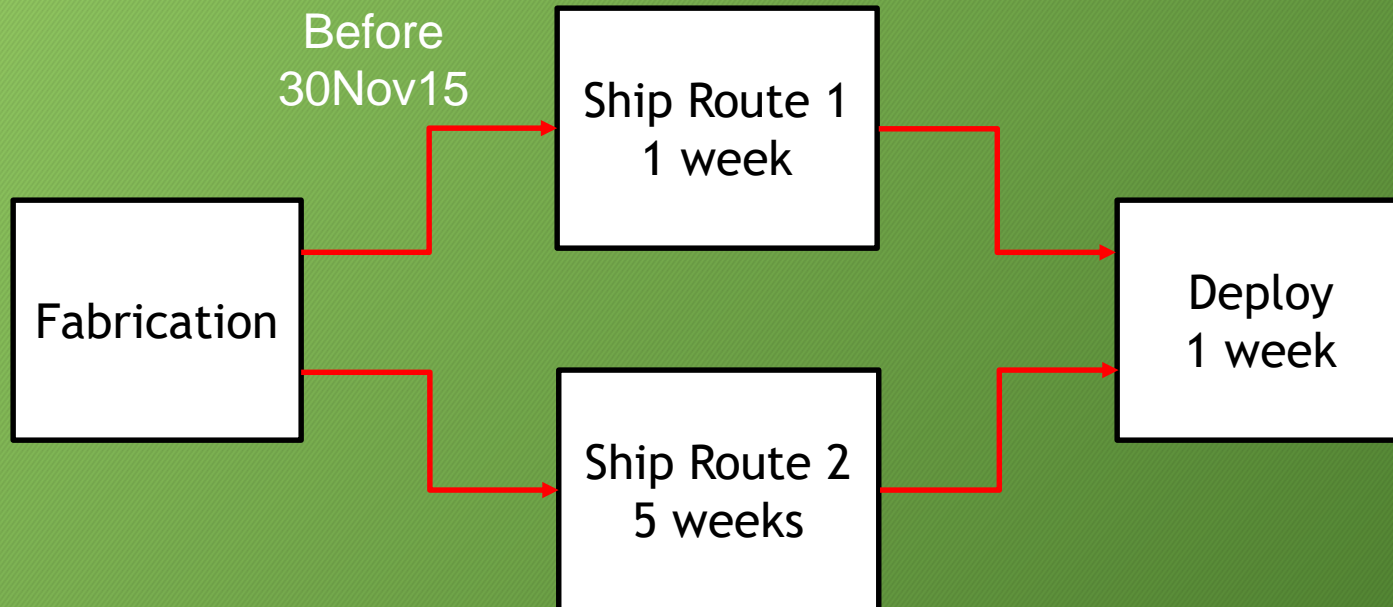 Before
30Nov15
Ship Route 1
1 week
Fabrication
Deploy
1 week
Ship Route 2
5 weeks